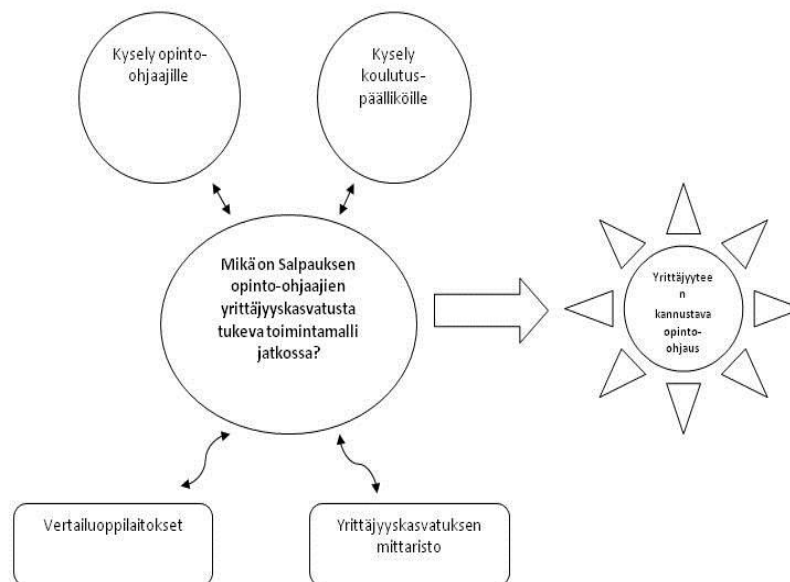 Kysely opinto-
ohjaajille
Kysely
koulutus-
päälliköille
Mikä on Salpauksen
opinto-ohjaajien
yrittäjyyskasvatusta
tukeva toimintamalli
jatkossa?
Yrittäjyytee
n
kannustava
opinto-
ohjaus
Vertailuoppilaitokset
Yrittäjyyskasvatuksen
mittaristo